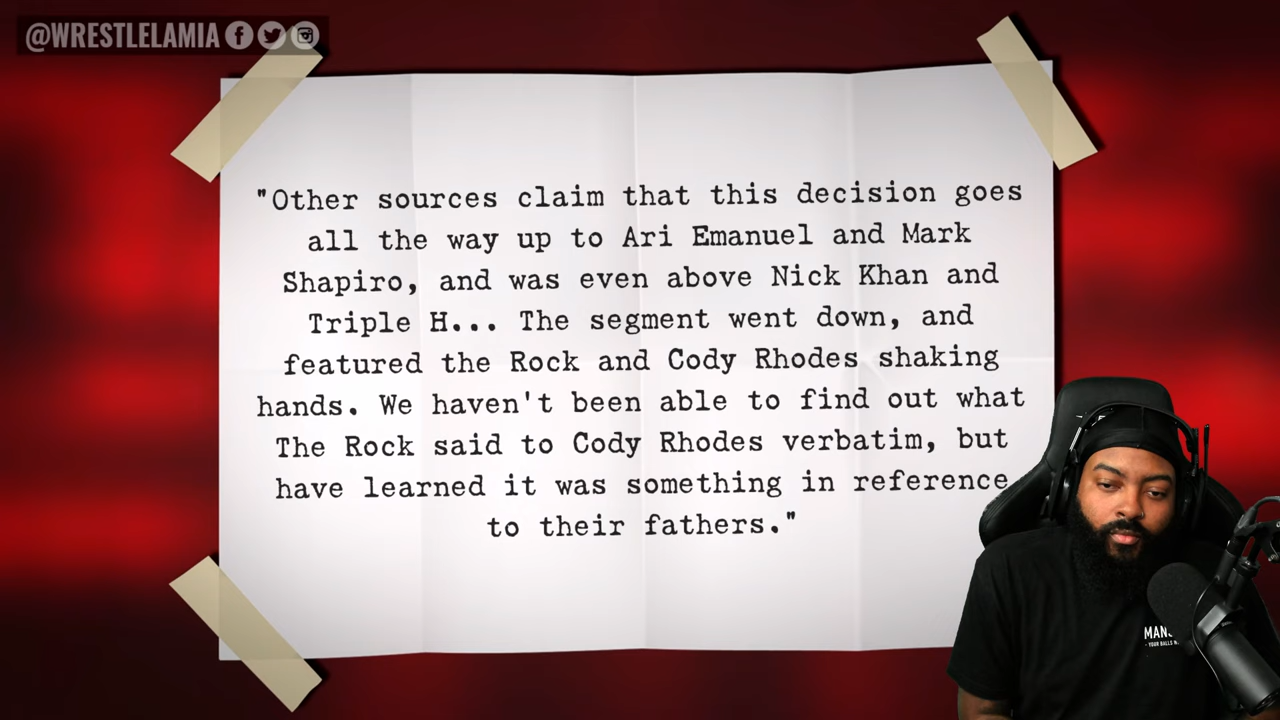 @WRESTLELAMIA
"Other sources claim that this decision goes
all the way up to Ari Emanuel and Mark
Shapiro, and was even above Nick Khan and
Triple H... The segment went down, and
featured the Rock and Cody Rhodes shaking
hands. We haven't been able to find out what
The Rock said to Cody Rhodes verbatim, but
have learned it was something in reference
to their fathers."